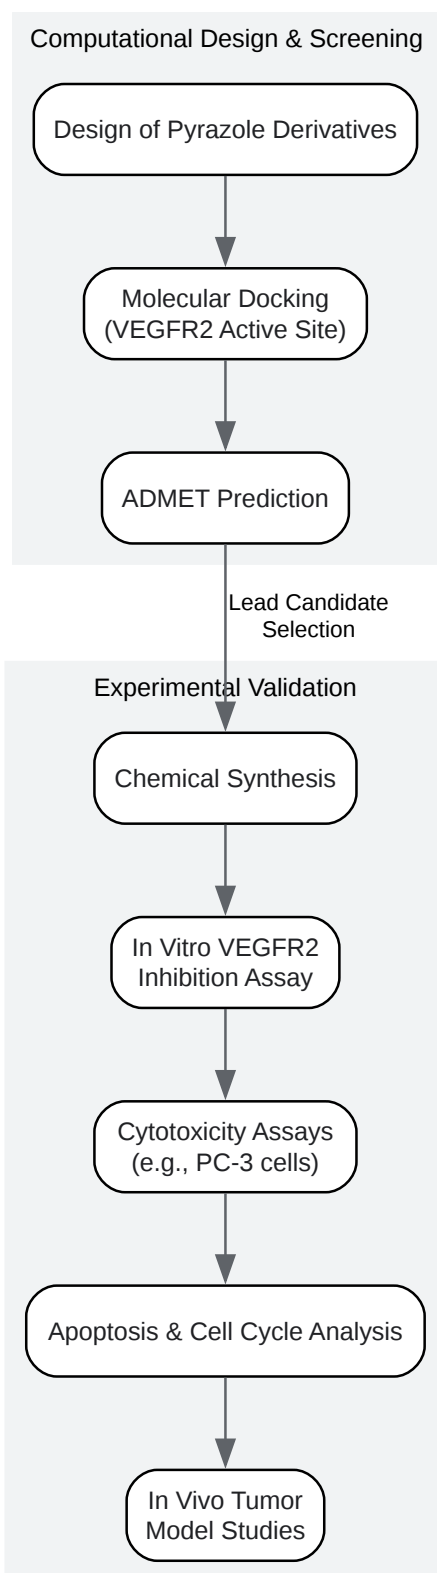 Computational Design & Screening
Design of Pyrazole Derivatives
Molecular Docking
(VEGFR2 Active Site)
ADMET Prediction
Lead Candidate
Selection
Experimental Validation
Chemical Synthesis
In Vitro VEGFR2
Inhibition Assay
Cytotoxicity Assays
(e.g., PC-3 cells)
Apoptosis & Cell Cycle Analysis
In Vivo Tumor
Model Studies